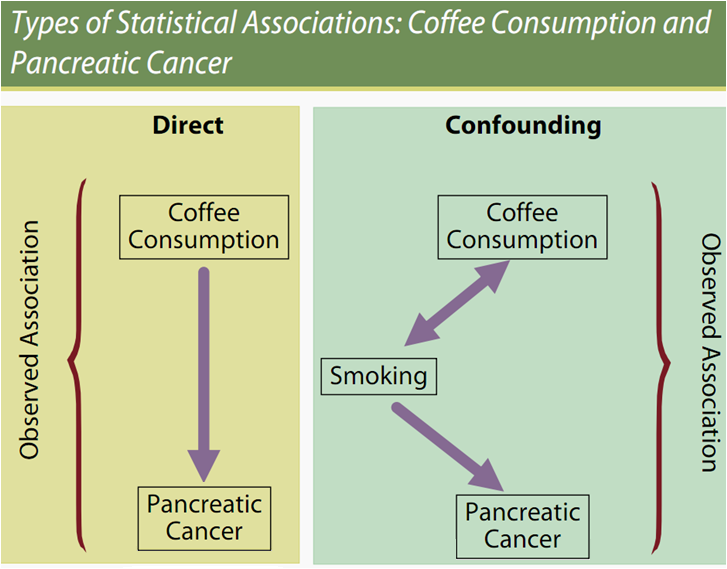 Types of Statistical Associations: Coffee Consumption and
Pancreatic Cancer
Direct
Observed Association
Coffee
Consumption
Pancreatic
Cancer
Confounding
Coffee
Consumption
Smoking
Pancreatic
Cancer
Observed Association